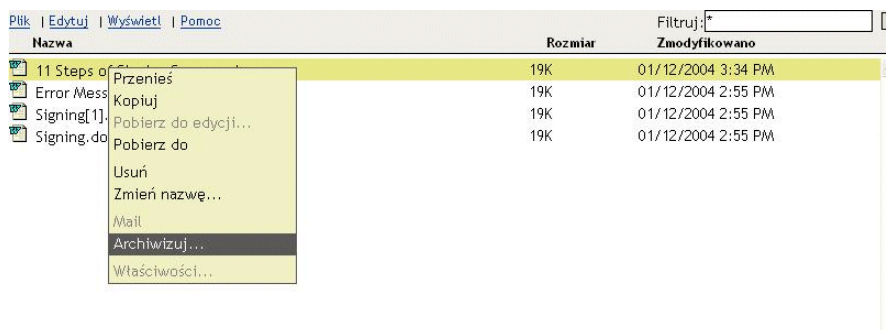 Plik | Edytuj | Wyświetl | Pomoc Filtruj:*
Nazwa Rozmiar Zmodyfikowano
11 Steps of 19K 01/12/2004 3:34 PM
Przenieś
Error Mess 19K 01/12/2004 2:55 PM
Kopiuj
Signing[1]. 19K 01/12/2004 2:55 PM
Pobierz do edycji...
Signing.do 19K 01/12/2004 2:55 PM
Pobierz do
Usuń
Zmień nazwę...
Mail
Archiwizuj...
Właściwości...